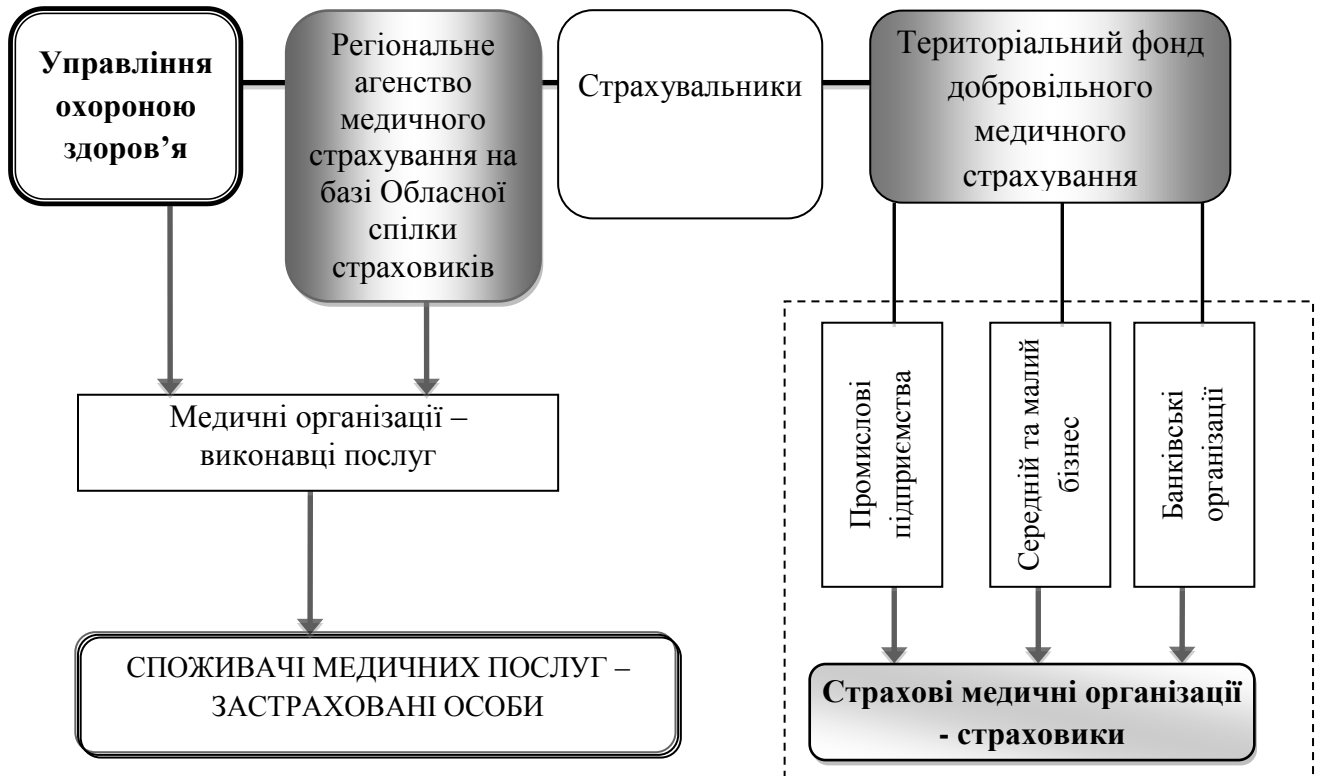 Управління
охороною
здоров’я
Регіональне
агенство
медичного
страхування на
базі Обласної
спілки
страховиків
Страхувальники
Територіальний фонд
добровільного
медичного
страхування
Медичні організації –
виконавці послуг
СПОЖИВАЧІ МЕДИЧНИХ ПОСЛУГ –
ЗАСТРАХОВАНІ ОСОБИ
Промислові
підприємства
Середній та малий
бізнес
Банківські
організації
Страхові медичні організації
- страховики